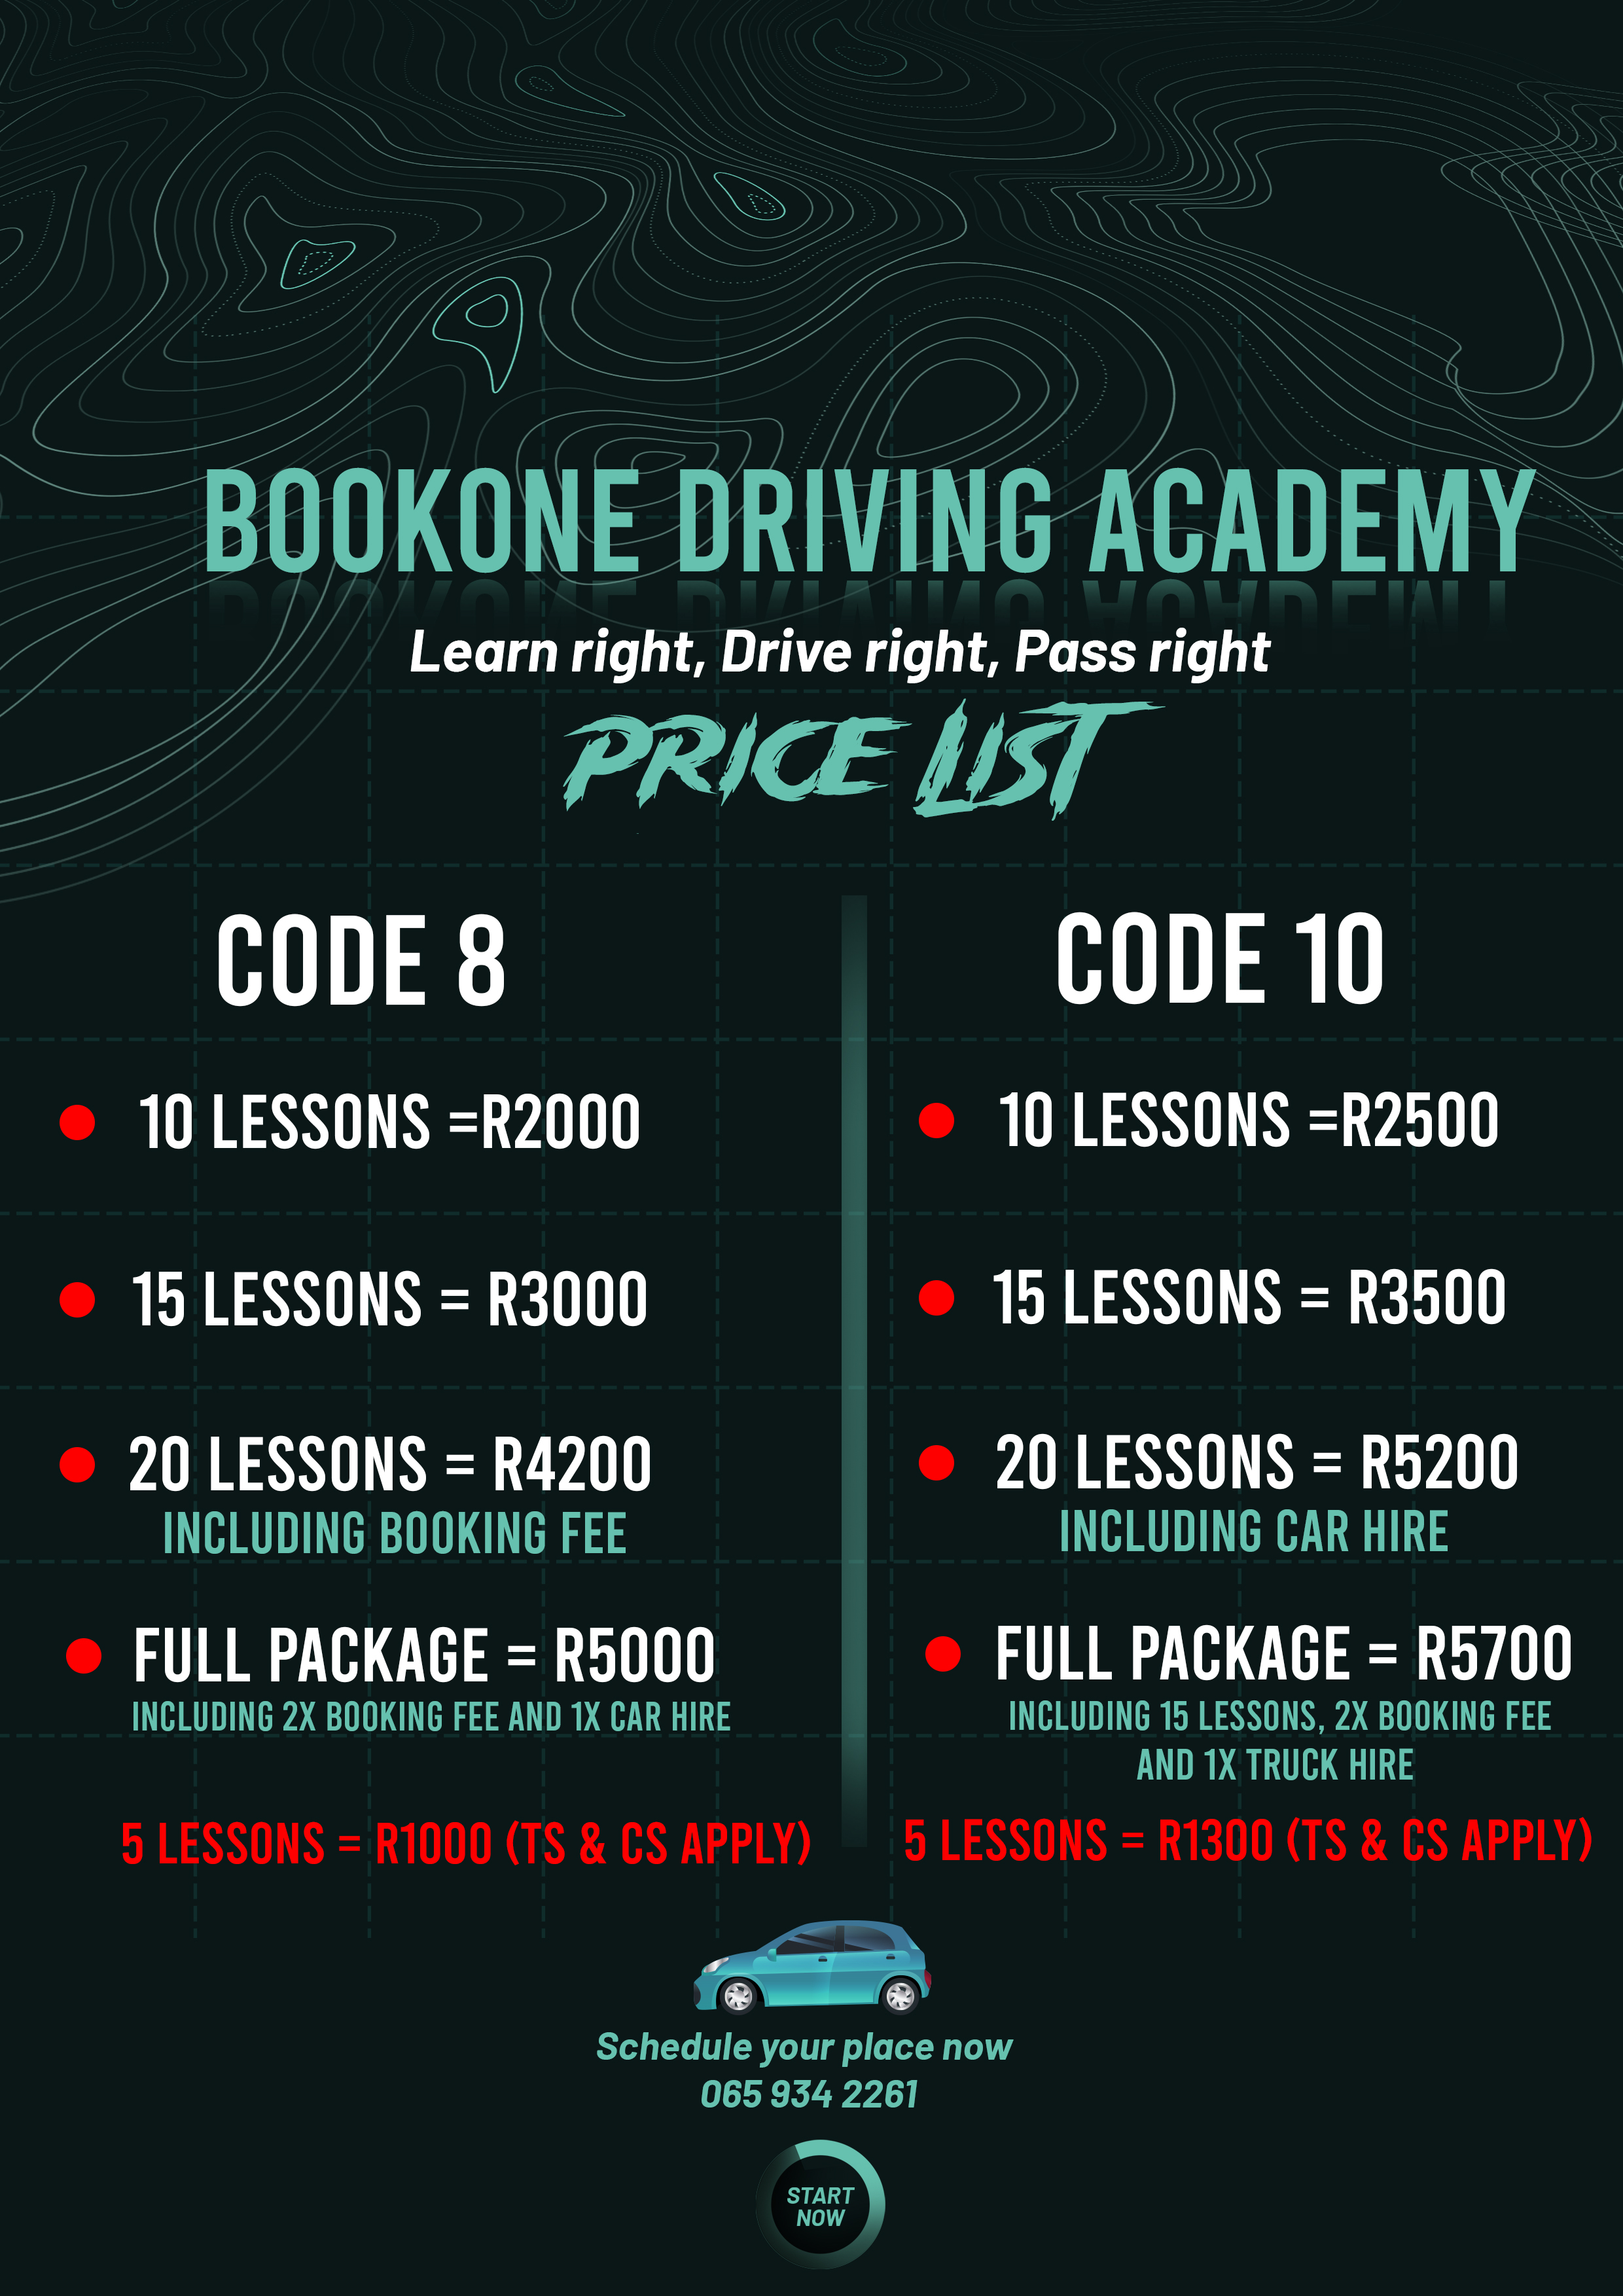 BOOKONE DRIVING ACADEMY
Learn right, Drive right, Pass right
PRICE LIST
CODE 8
10 LESSONS =R2000
15 LESSONS = R3000
20 LESSONS = R4200
INCLUDING BOOKING FEE
FULL PACKAGE = R5000
INCLUDING 2X BOOKING FEE AND 1X CAR HIRE
5 LESSONS = R1000 (TS & CS APPLY)
CODE 10
10 LESSONS =R2500
15 LESSONS = R3500
20 LESSONS = R5200
INCLUDING CAR HIRE
FULL PACKAGE = R5700
INCLUDING 15 LESSONS, 2X BOOKING FEE
AND 1X TRUCK HIRE
5 LESSONS = R1300 (TS & CS APPLY)
Schedule your place now
065 934 2261
START
NOW